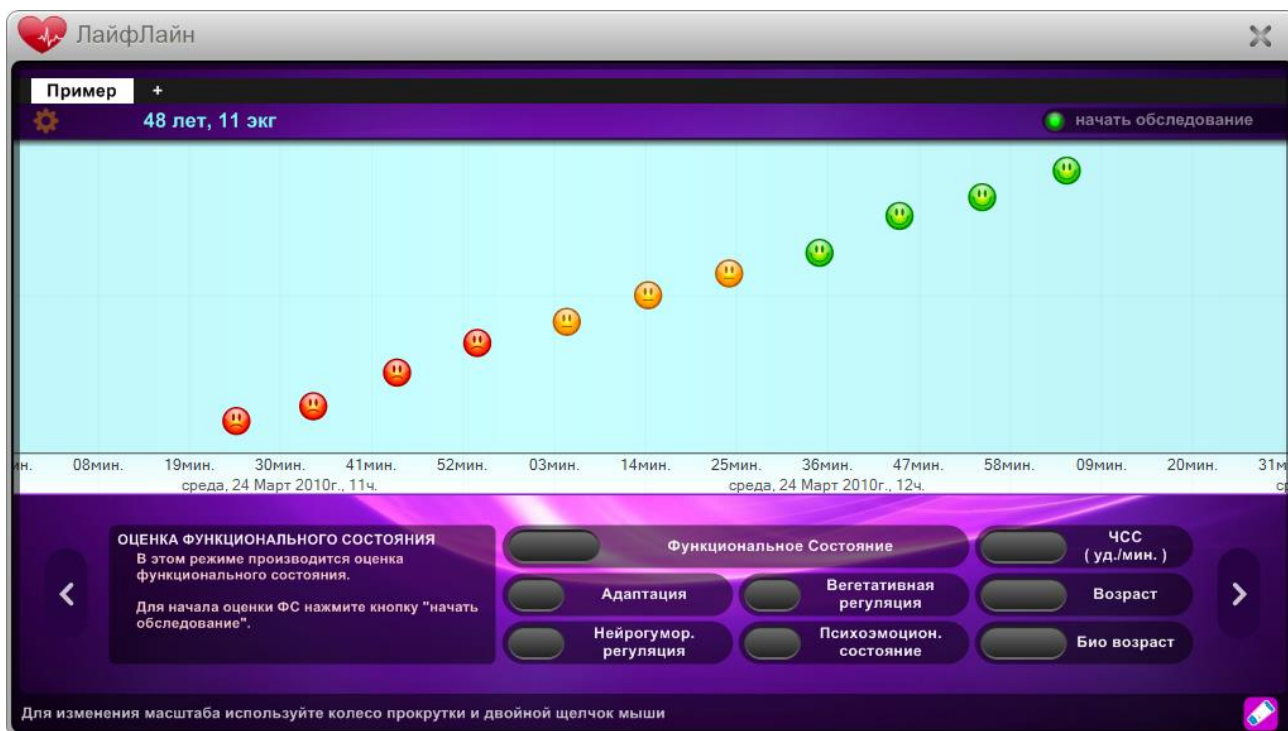 ЛайфЛайн
Пример +
48 лет, 11 экг
начать обследование
ин. 08мин. 19мин. 30мин. 41мин. 52мин. 03мин. 14мин. 25мин. 36мин. 47мин. 58мин. 09мин. 20мин. 31м
среда, 24 Март 2010г., 11ч. среда, 24 Март 2010г., 12ч. ср
ОЦЕНКА ФУНКЦИОНАЛЬНОГО СОСТОЯНИЯ
В этом режиме производится оценка
функционального состояния.
Для начала оценки ФС нажмите кнопку "начать
обследование".
Функциональное Состояние
ЧСС
( уд./мин. )
Адаптация
Вегетативная
регуляция
Возраст
Нейрогумор.
регуляция
Психоэмоцион.
состояние
Био возраст
Для изменения масштаба используйте колесо прокрутки и двойной щелчок мыши